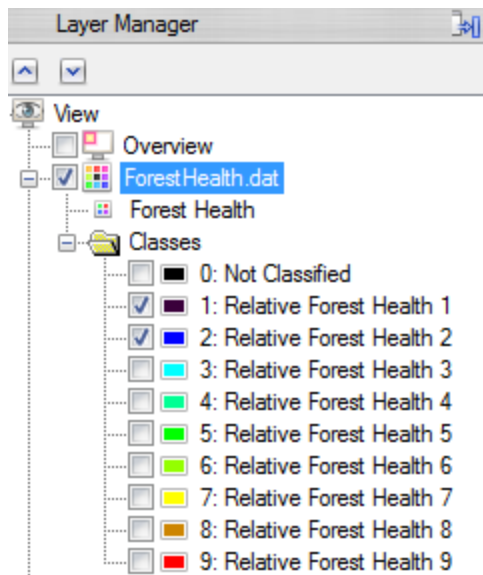 Layer Manager
View
Overview
ForestHealth.dat
Forest Health
Classes
0: Not Classified
1: Relative Forest Health 1
2: Relative Forest Health 2
3: Relative Forest Health 3
4: Relative Forest Health 4
5: Relative Forest Health 5
6: Relative Forest Health 6
7: Relative Forest Health 7
8: Relative Forest Health 8
9: Relative Forest Health 9